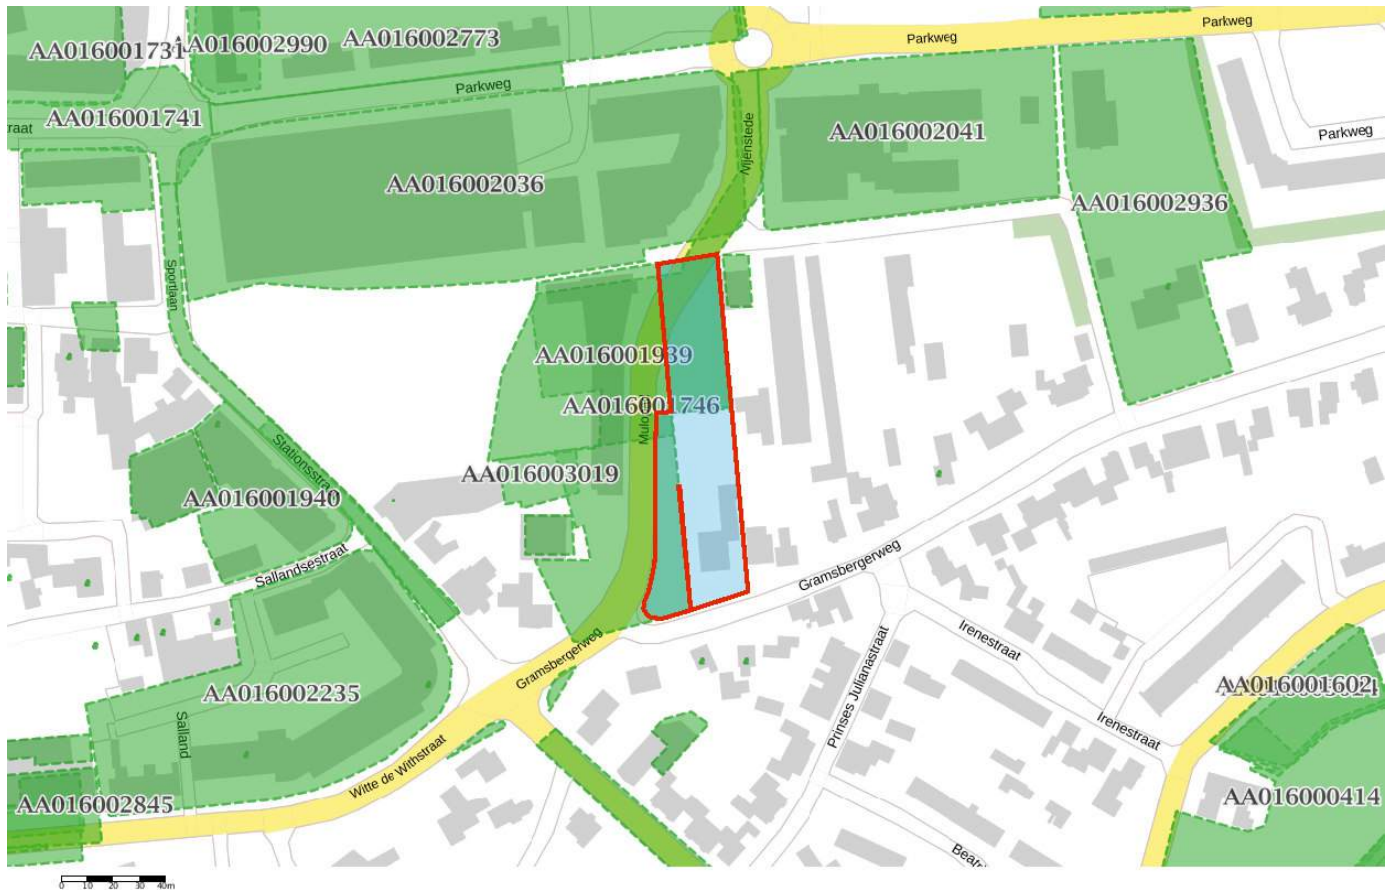 Parkweg
Parkweg
AA016001731
AA016002990
AA016002773
Parkweg
AA016001741
raat
Nijenstede
AA016002041
Parkweg
AA016002036
AA016002936
Sportlaan
AA016001939
AA016001746
Stationsstraat
AA016003019
AA016001940
Sallandsestraat
Gramsbergerweg
Irenestraat
Gramsbergerweg
Prinses Julianastraat
AA016002235
AA016001602
Salland
Irenestraat
Witte de Withstraat
AA016002845
AA016000414
0 10 20 30 40m